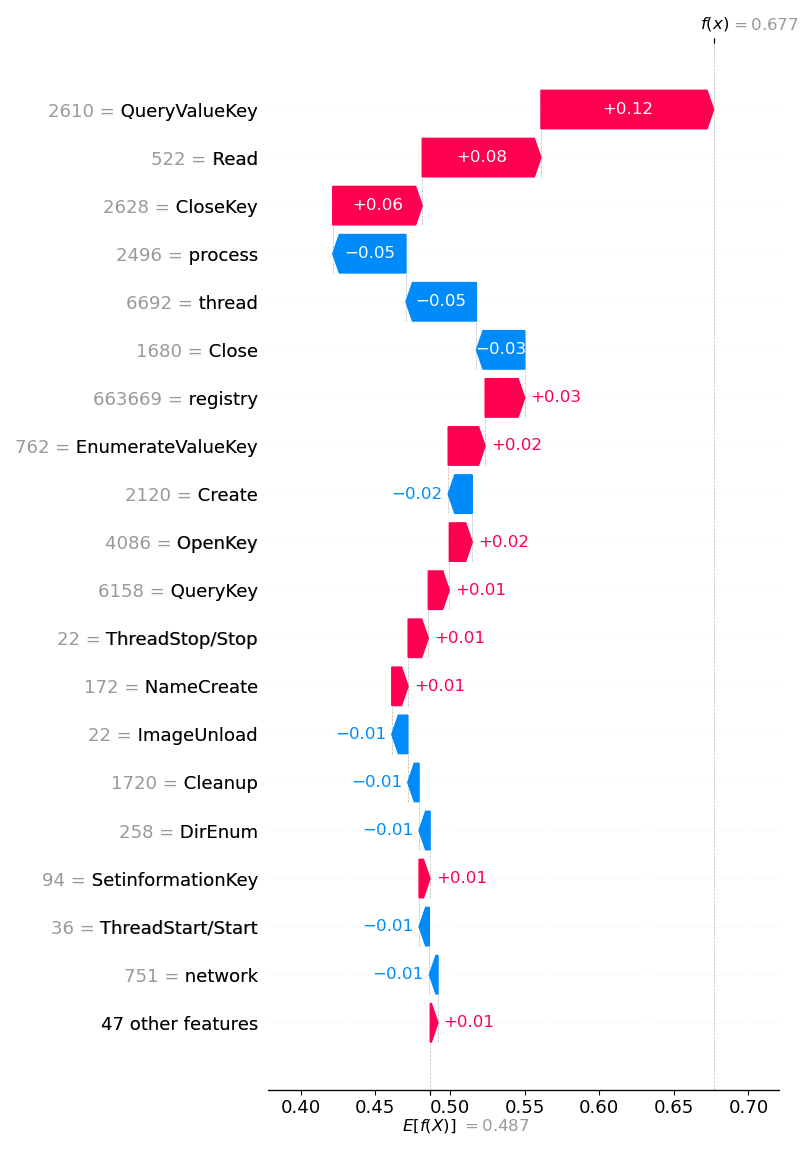 f(x) = 0.677
2610 = QueryValueKey +0.12
522 = Read +0.08
2628 = CloseKey +0.06
2496 = process −0.05
6692 = thread −0.05
1680 = Close −0.03
663669 = registry +0.03
762 = EnumerateValueKey +0.02
2120 = Create −0.02
4086 = OpenKey +0.02
6158 = QueryKey +0.01
22 = ThreadStop/Stop +0.01
172 = NameCreate +0.01
22 = ImageUnload −0.01
1720 = Cleanup −0.01
258 = DirEnum −0.01
94 = SetinformationKey +0.01
36 = ThreadStart/Start −0.01
751 = network −0.01
47 other features +0.01
0.40 0.45 0.50 0.55 0.60 0.65 0.70
E[f(X)] = 0.487